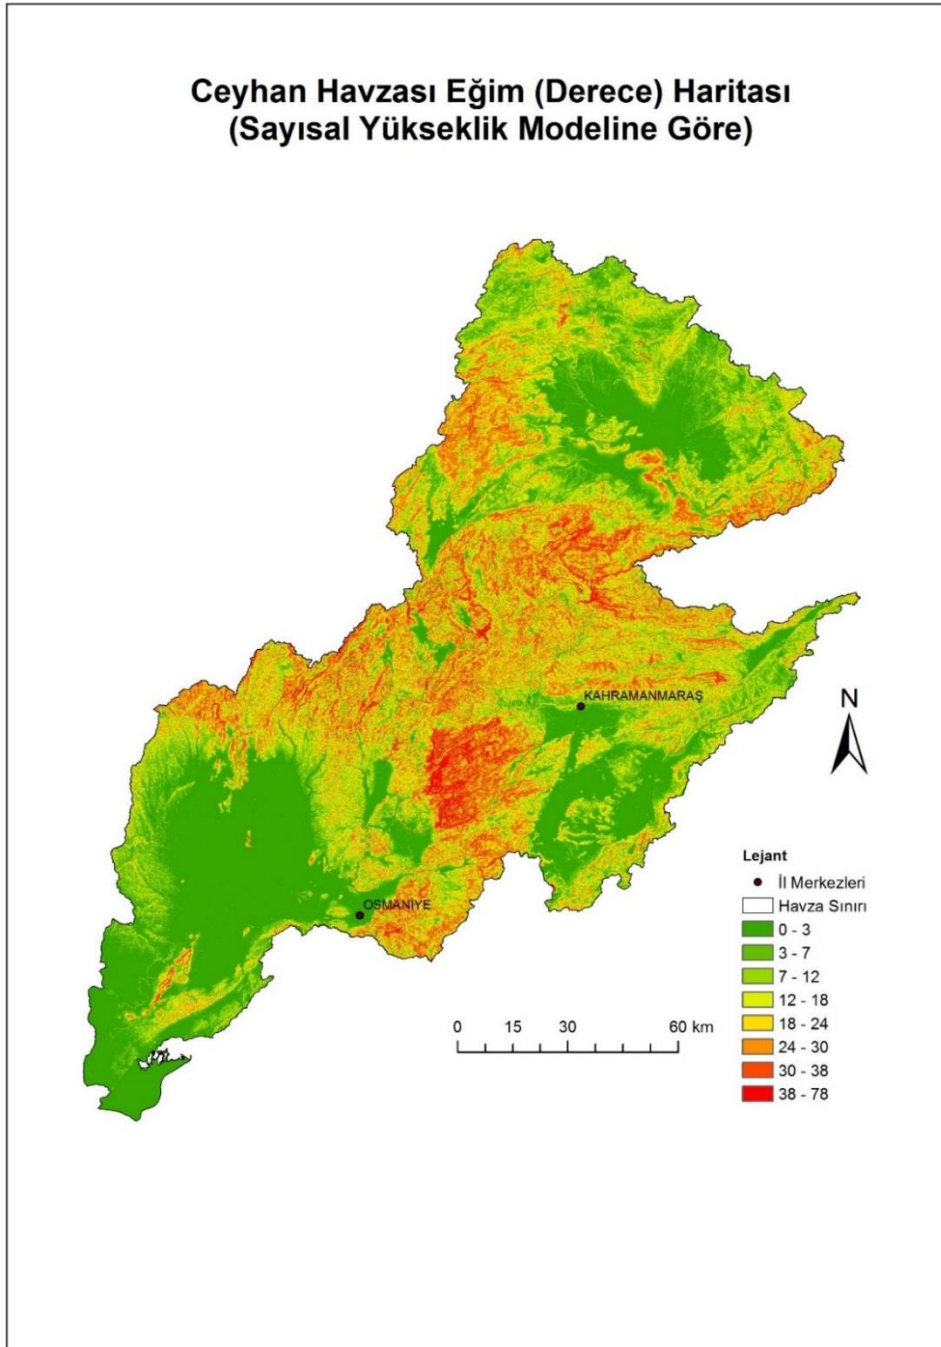 Ceyhan Havzası Eğim (Derece) Haritası
(Sayısal Yükseklik Modeline Göre)
KAHRAMANMARAŞ
N
OSMANİYE
Lejant
İl Merkezleri
Havza Sınırı
0 - 3
3 - 7
7 - 12
12 - 18
18 - 24
24 - 30
30 - 38
38 - 78
0 15 30 60 km